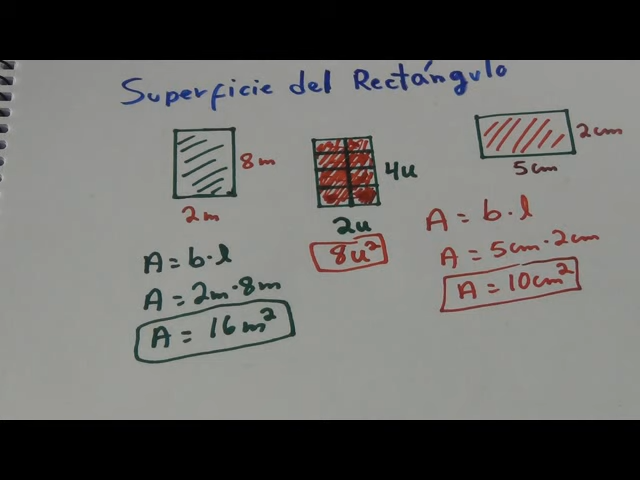 Superficie del Rectángulo
8m
2m
A = b·l
A = 2m·8m
A = 16m²
4u
2u
8u²
2cm
5cm
A = b·l
A = 5cm·2cm
A = 10cm²